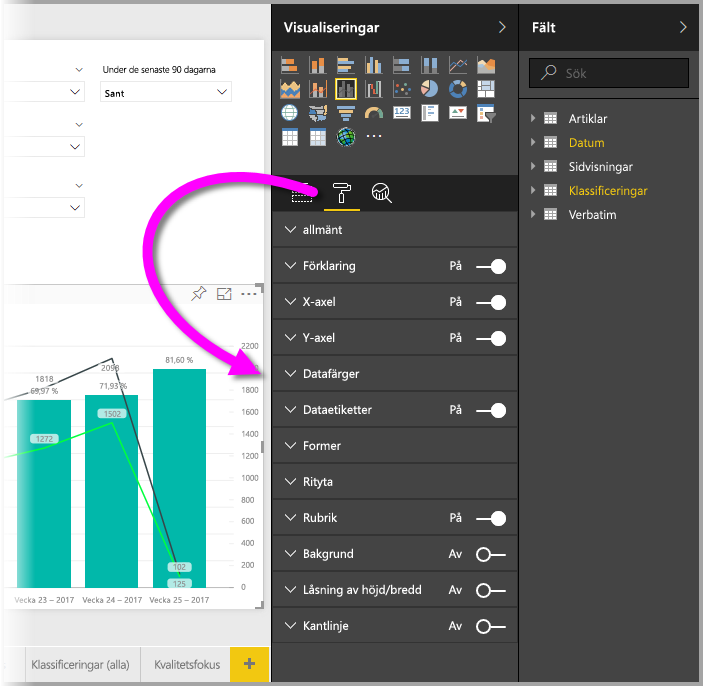 Under de senaste 90 dagarna
Sant
2200
1818
2098
81,60 %
69,97 %
71,93 %
1800
1502
1600
1272
1400
1200
1000
800
600
400
102
200
125
0
Vecka 23 – 2017
Vecka 24 – 2017
Vecka 25 – 2017
Klassificeringar (alla)
Kvalitetsfokus
+
Visualiseringar
123
allmänt
Förklaring På
X-axel På
Y-axel På
Datafärger
Dataetiketter På
Former
Rityta
Rubrik På
Bakgrund Av
Låsning av höjd/bredd Av
Kantlinje Av
Fält
Sök
Artiklar
Datum
Sidvisningar
Klassificeringar
Verbatim